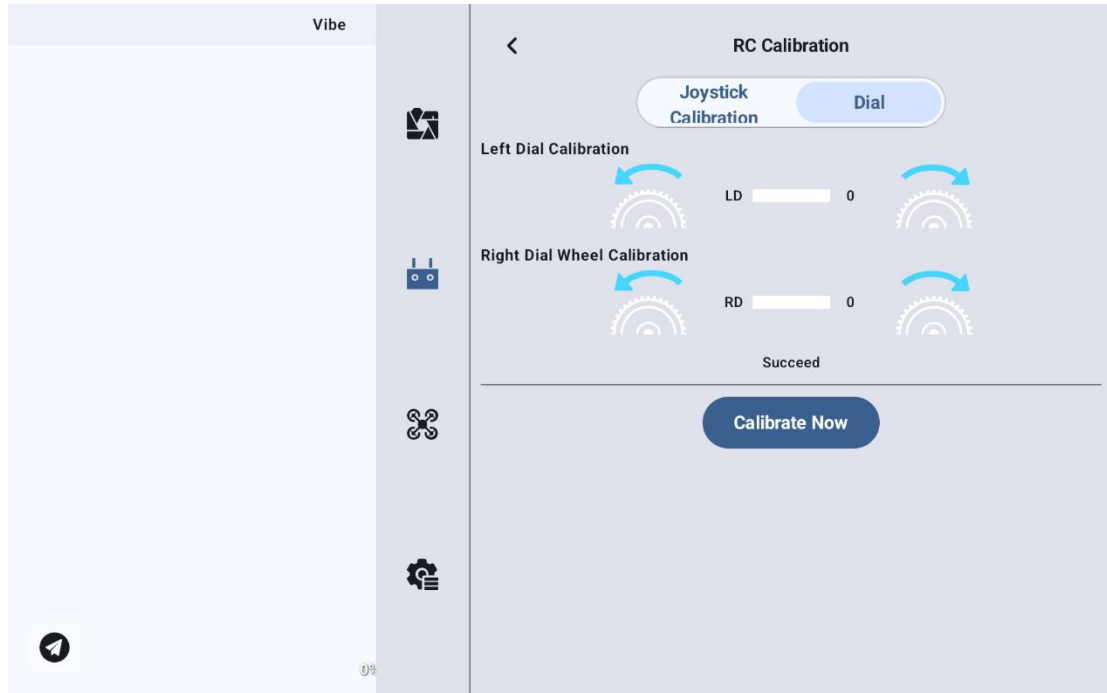 Vibe
RC Calibration
Joystick
Calibration
Dial
Left Dial Calibration
LD
0
Right Dial Wheel Calibration
RD
0
Succeed
Calibrate Now
0%